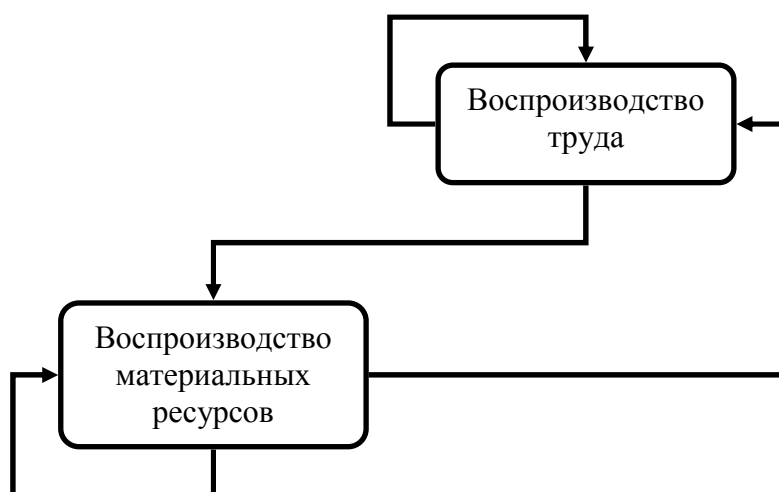 Воспроизводство
труда
Воспроизводство
материальных
ресурсов